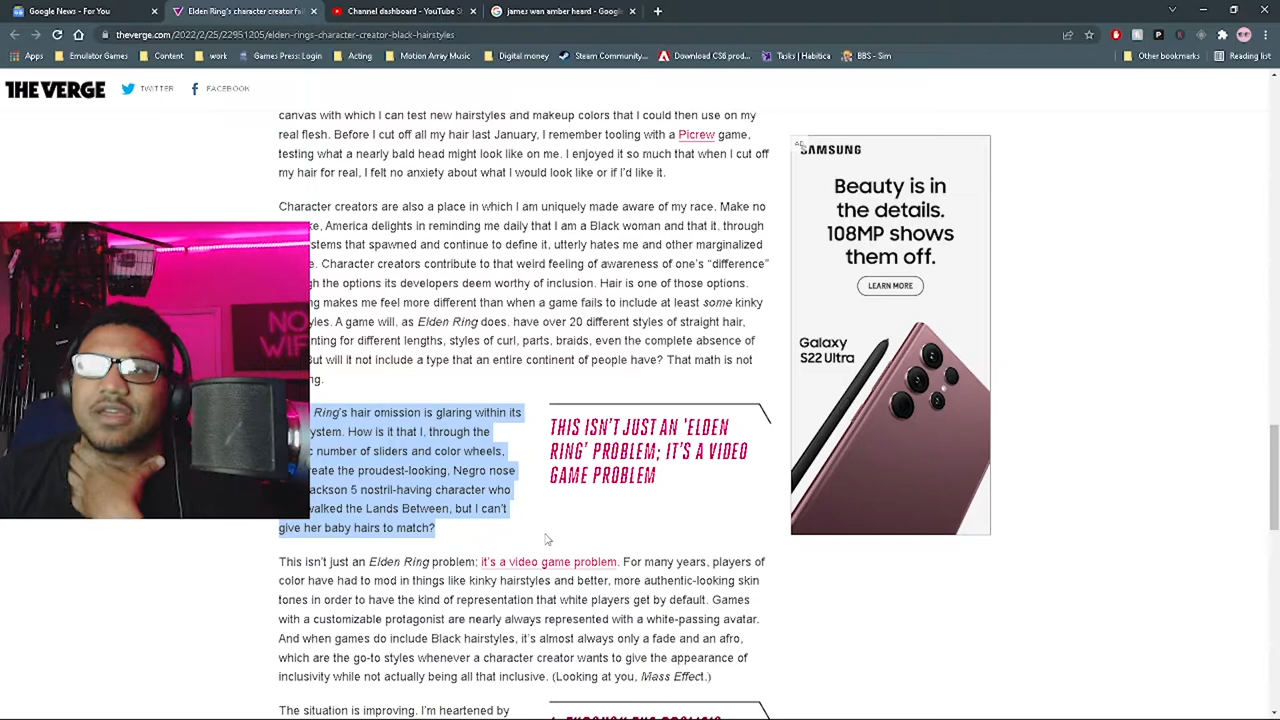 Google News - For You
Elden Ring's character creator fai
Channel dashboard - YouTube S
james wan amber heard - Googl
theverge.com/2022/2/25/22951205/elden-rings-character-creator-black-hairstyles
Apps
Emulator Games
Content
work
Games Press: Login
Acting
Motion Array Music
Digital money
Steam Community:...
Download CS6 prod...
Tasks | Habitica
BBS - Sim
Other bookmarks
Reading list
THE VERGE
TWITTER
FACEBOOK
canvas with which I can test new hairstyles and makeup colors that I could then use on my
real flesh. Before I cut off all my hair last January, I remember tooling with a Picrew game,
testing what a nearly bald head might look like on me. I enjoyed it so much that when I cut off
my hair for real, I felt no anxiety about what I would look like or if I'd like it.
Character creators are also a place in which I am uniquely made aware of my race. Make no
ke, America delights in reminding me daily that I am a Black woman and that it, through
stems that spawned and continue to define it, utterly hates me and other marginalized
e. Character creators contribute to that weird feeling of awareness of one's "difference"
gh the options its developers deem worthy of inclusion. Hair is one of those options.
ng makes me feel more different than when a game fails to include at least some kinky
yles. A game will, as Elden Ring does, have over 20 different styles of straight hair,
nting for different lengths, styles of curl, parts, braids, even the complete absence of
But will it not include a type that an entire continent of people have? That math is not
ng.
Ring's hair omission is glaring within its
ystem. How is it that I, through the
c number of sliders and color wheels,
reate the proudest-looking, Negro nose
ackson 5 nostril-having character who
walked the Lands Between, but I can't
give her baby hairs to match?
THIS ISN'T JUST AN 'ELDEN
RING' PROBLEM; IT'S A VIDEO
GAME PROBLEM
This isn't just an Elden Ring problem; it's a video game problem. For many years, players of
color have had to mod in things like kinky hairstyles and better, more authentic-looking skin
tones in order to have the kind of representation that white players get by default. Games
with a customizable protagonist are nearly always represented with a white-passing avatar.
And when games do include Black hairstyles, it's almost always only a fade and an afro,
which are the go-to styles whenever a character creator wants to give the appearance of
inclusivity while not actually being all that inclusive. (Looking at you, Mass Effect.)
The situation is improving. I'm heartened by
SAMSUNG
Beauty is in
the details.
108MP shows
them off.
LEARN MORE
Galaxy
S22 Ultra
NO
WIF